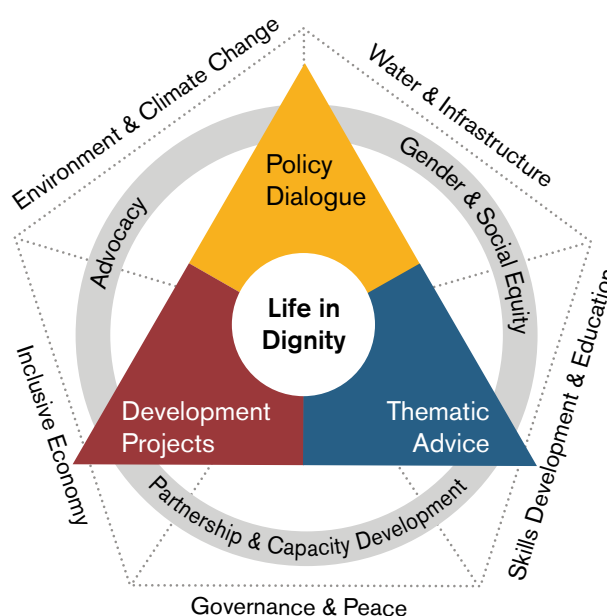 Environment & Climate Change
Water & Infrastructure
Policy
Dialogue
Gender & Social Equity
Advocacy
Life in
Dignity
Inclusive Economy
Development
Projects
Thematic
Advice
Skills Development & Education
Partnership & Capacity Development
Governance & Peace